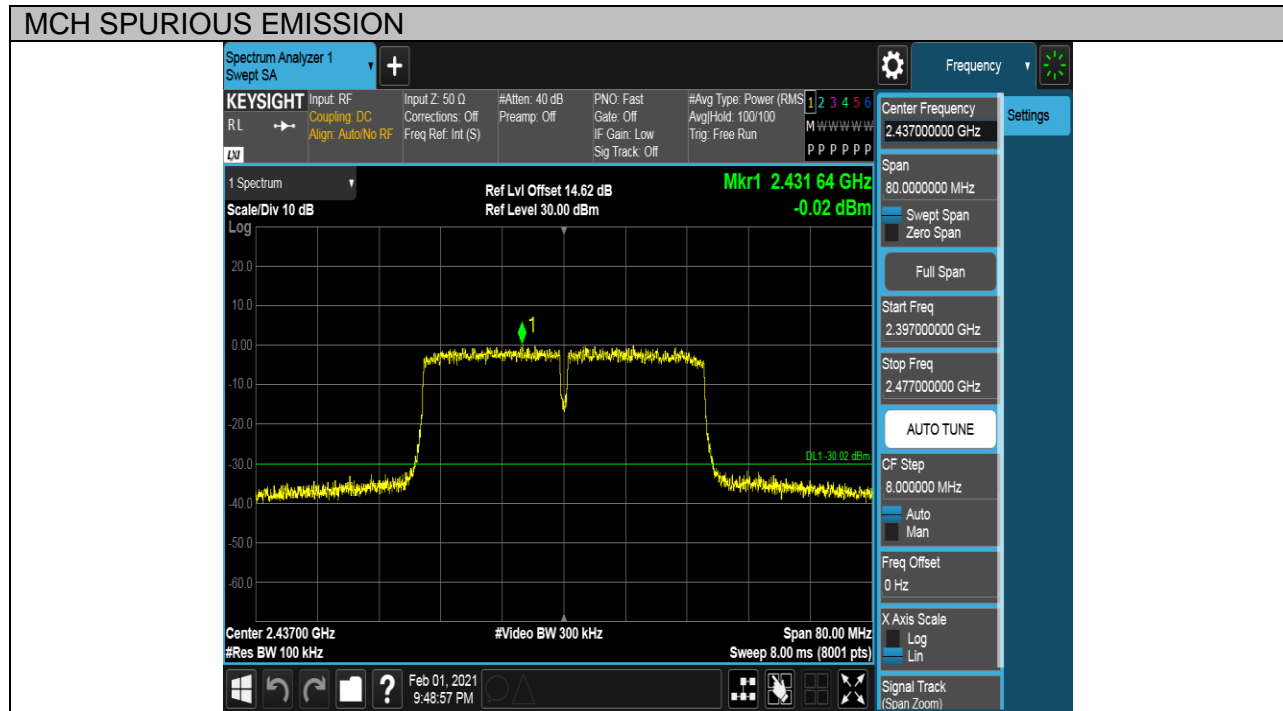 MCH SPURIOUS EMISSION
Spectrum Analyzer 1
Swept SA
+
Frequency
KEYSIGHT
RL
LXI
Input: RF
Coupling: DC
Align: Auto/No RF
Input Z: 50 Ω
Corrections: Off
Freq Ref: Int (S)
#Atten: 40 dB
Preamp: Off
PNO: Fast
Gate: Off
IF Gain: Low
Sig Track: Off
#Avg Type: Power (RMS
Avg|Hold: 100/100
Trig: Free Run
1 2 3 4 5 6
M W W W W W
P P P P P P
1 Spectrum
Scale/Div 10 dB
Ref Lvl Offset 14.62 dB
Ref Level 30.00 dBm
Mkr1 2.431 64 GHz
-0.02 dBm
Log
20.0
10.0
0.00
-10.0
-20.0
-30.0
-40.0
-50.0
-60.0
1
DL1 -30.02 dBm
Center 2.43700 GHz
#Res BW 100 kHz
#Video BW 300 kHz
Span 80.00 MHz
Sweep 8.00 ms (8001 pts)
?
Feb 01, 2021
9:48:57 PM
Center Frequency
2.437000000 GHz
Settings
Span
80.0000000 MHz
Swept Span
Zero Span
Full Span
Start Freq
2.397000000 GHz
Stop Freq
2.477000000 GHz
AUTO TUNE
CF Step
8.000000 MHz
Auto
Man
Freq Offset
0 Hz
X Axis Scale
Log
Lin
Signal Track
(Span Zoom)